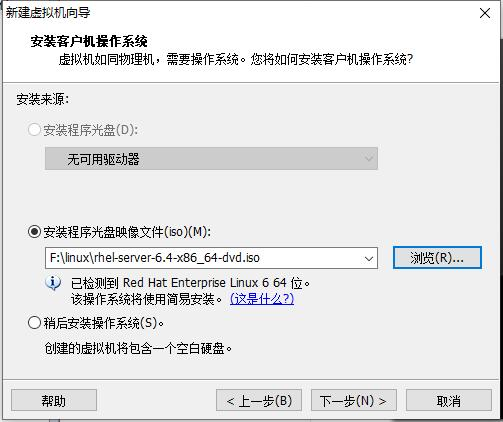 新建虚拟机向导
安装客户机操作系统
虚拟机如同物理机，需要操作系统。您将如何安装客户机操作系统?
安装来源:
安装程序光盘(D):
无可用驱动器
安装程序光盘映像文件(iso)(M):
F:\linux\rhel-server-6.4-x86_64-dvd.iso
浏览(R)...
已检测到 Red Hat Enterprise Linux 6 64 位。
该操作系统将使用简易安装。 (这是什么?)
稍后安装操作系统(S)。
创建的虚拟机将包含一个空白硬盘。
帮助
< 上一步(B)
下一步(N) >
取消